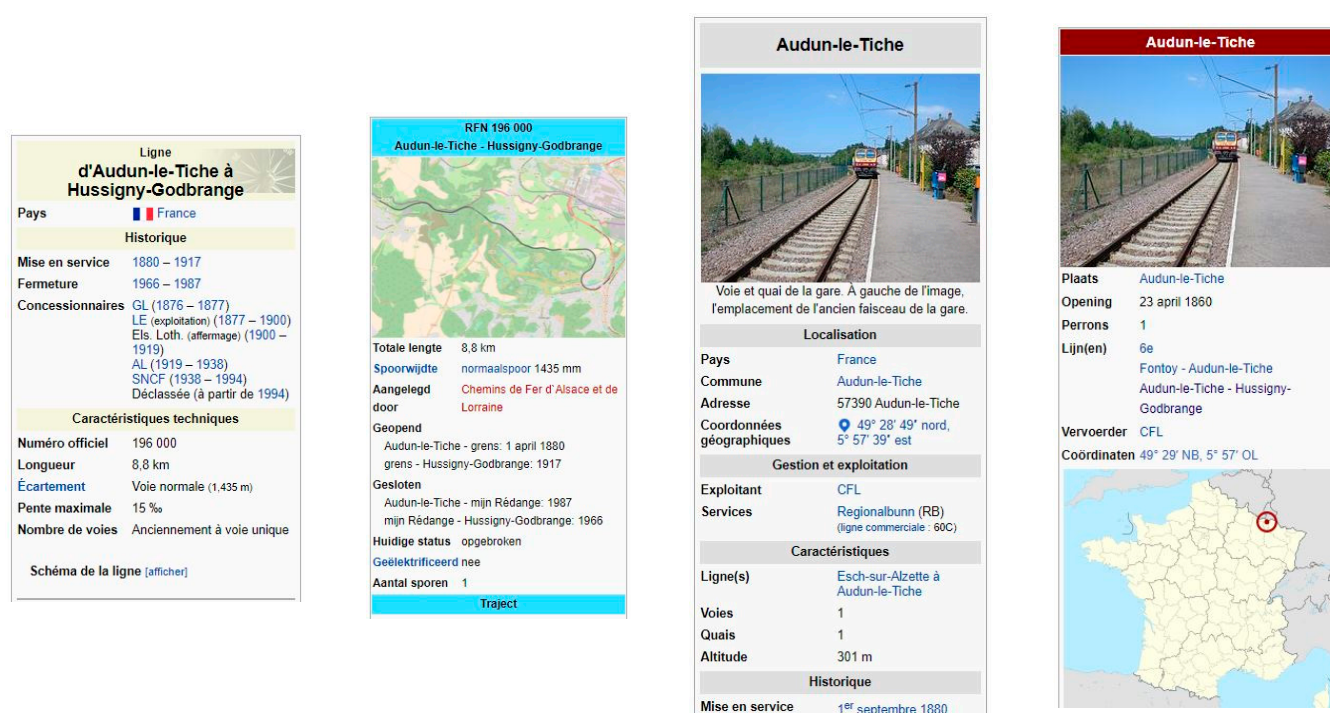 Ligne
d'Audun-le-Tiche à
Hussigny-Godbrange
Pays France
Historique
Mise en service 1880 – 1917
Fermeture 1966 – 1987
Concessionnaires GL (1876 – 1877)
LE (exploitation) (1877 – 1900)
Els. Loth. (affermage) (1900 –
1919)
AL (1919 – 1938)
SNCF (1938 – 1994)
Déclassée (à partir de 1994)
Caractéristiques techniques
Numéro officiel 196 000
Longueur 8,8 km
Écartement Voie normale (1,435 m)
Pente maximale 15 ‰
Nombre de voies Anciennement à voie unique
Schéma de la ligne [afficher]
RFN 196 000
Audun-le-Tiche - Hussigny-Godbrange
Totale lengte 8,8 km
Spoorwijdte normaalspoor 1435 mm
Aangelegd Chemins de Fer d'Alsace et de
door Lorraine
Geopend
Audun-le-Tiche - grens: 1 april 1880
grens - Hussigny-Godbrange: 1917
Gesloten
Audun-le-Tiche - mijn Rédange: 1987
mijn Rédange - Hussigny-Godbrange: 1966
Huidige status opgebroken
Geëlektrificeerd nee
Aantal sporen 1
Traject
Audun-le-Tiche
Voie et quai de la gare. À gauche de l'image,
l'emplacement de l'ancien faisceau de la gare.
Localisation
Pays France
Commune Audun-le-Tiche
Adresse 57390 Audun-le-Tiche
Coordonnées 49° 28′ 49″ nord,
géographiques 5° 57′ 39″ est
Gestion et exploitation
Exploitant CFL
Services Regionalbunn (RB)
(ligne commerciale : 60C)
Caractéristiques
Ligne(s) Esch-sur-Alzette à
Audun-le-Tiche
Voies 1
Quais 1
Altitude 301 m
Historique
Mise en service 1er septembre 1880
Audun-le-Tiche
Plaats Audun-le-Tiche
Opening 23 april 1860
Perrons 1
Lijn(en) 6e
Fontoy - Audun-le-Tiche
Audun-le-Tiche - Hussigny-
Godbrange
Vervoerder CFL
Coördinaten 49° 29′ NB, 5° 57′ OL